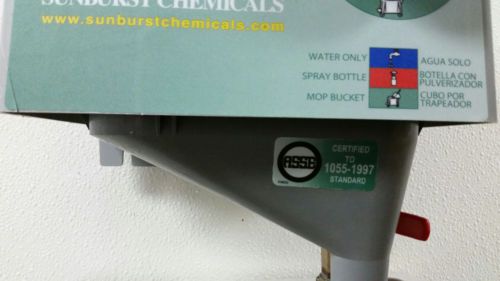 SUNBURST CHEMICALS
www.sunburstchemicals.com
WATER ONLY AGUA SOLO
SPRAY BOTTLE BOTELLA CON PULVERIZADOR
MOP BUCKET CUBO POR TRAPEADOR
ASSE
CERTIFIED
TO
1055-1997
STANDARD